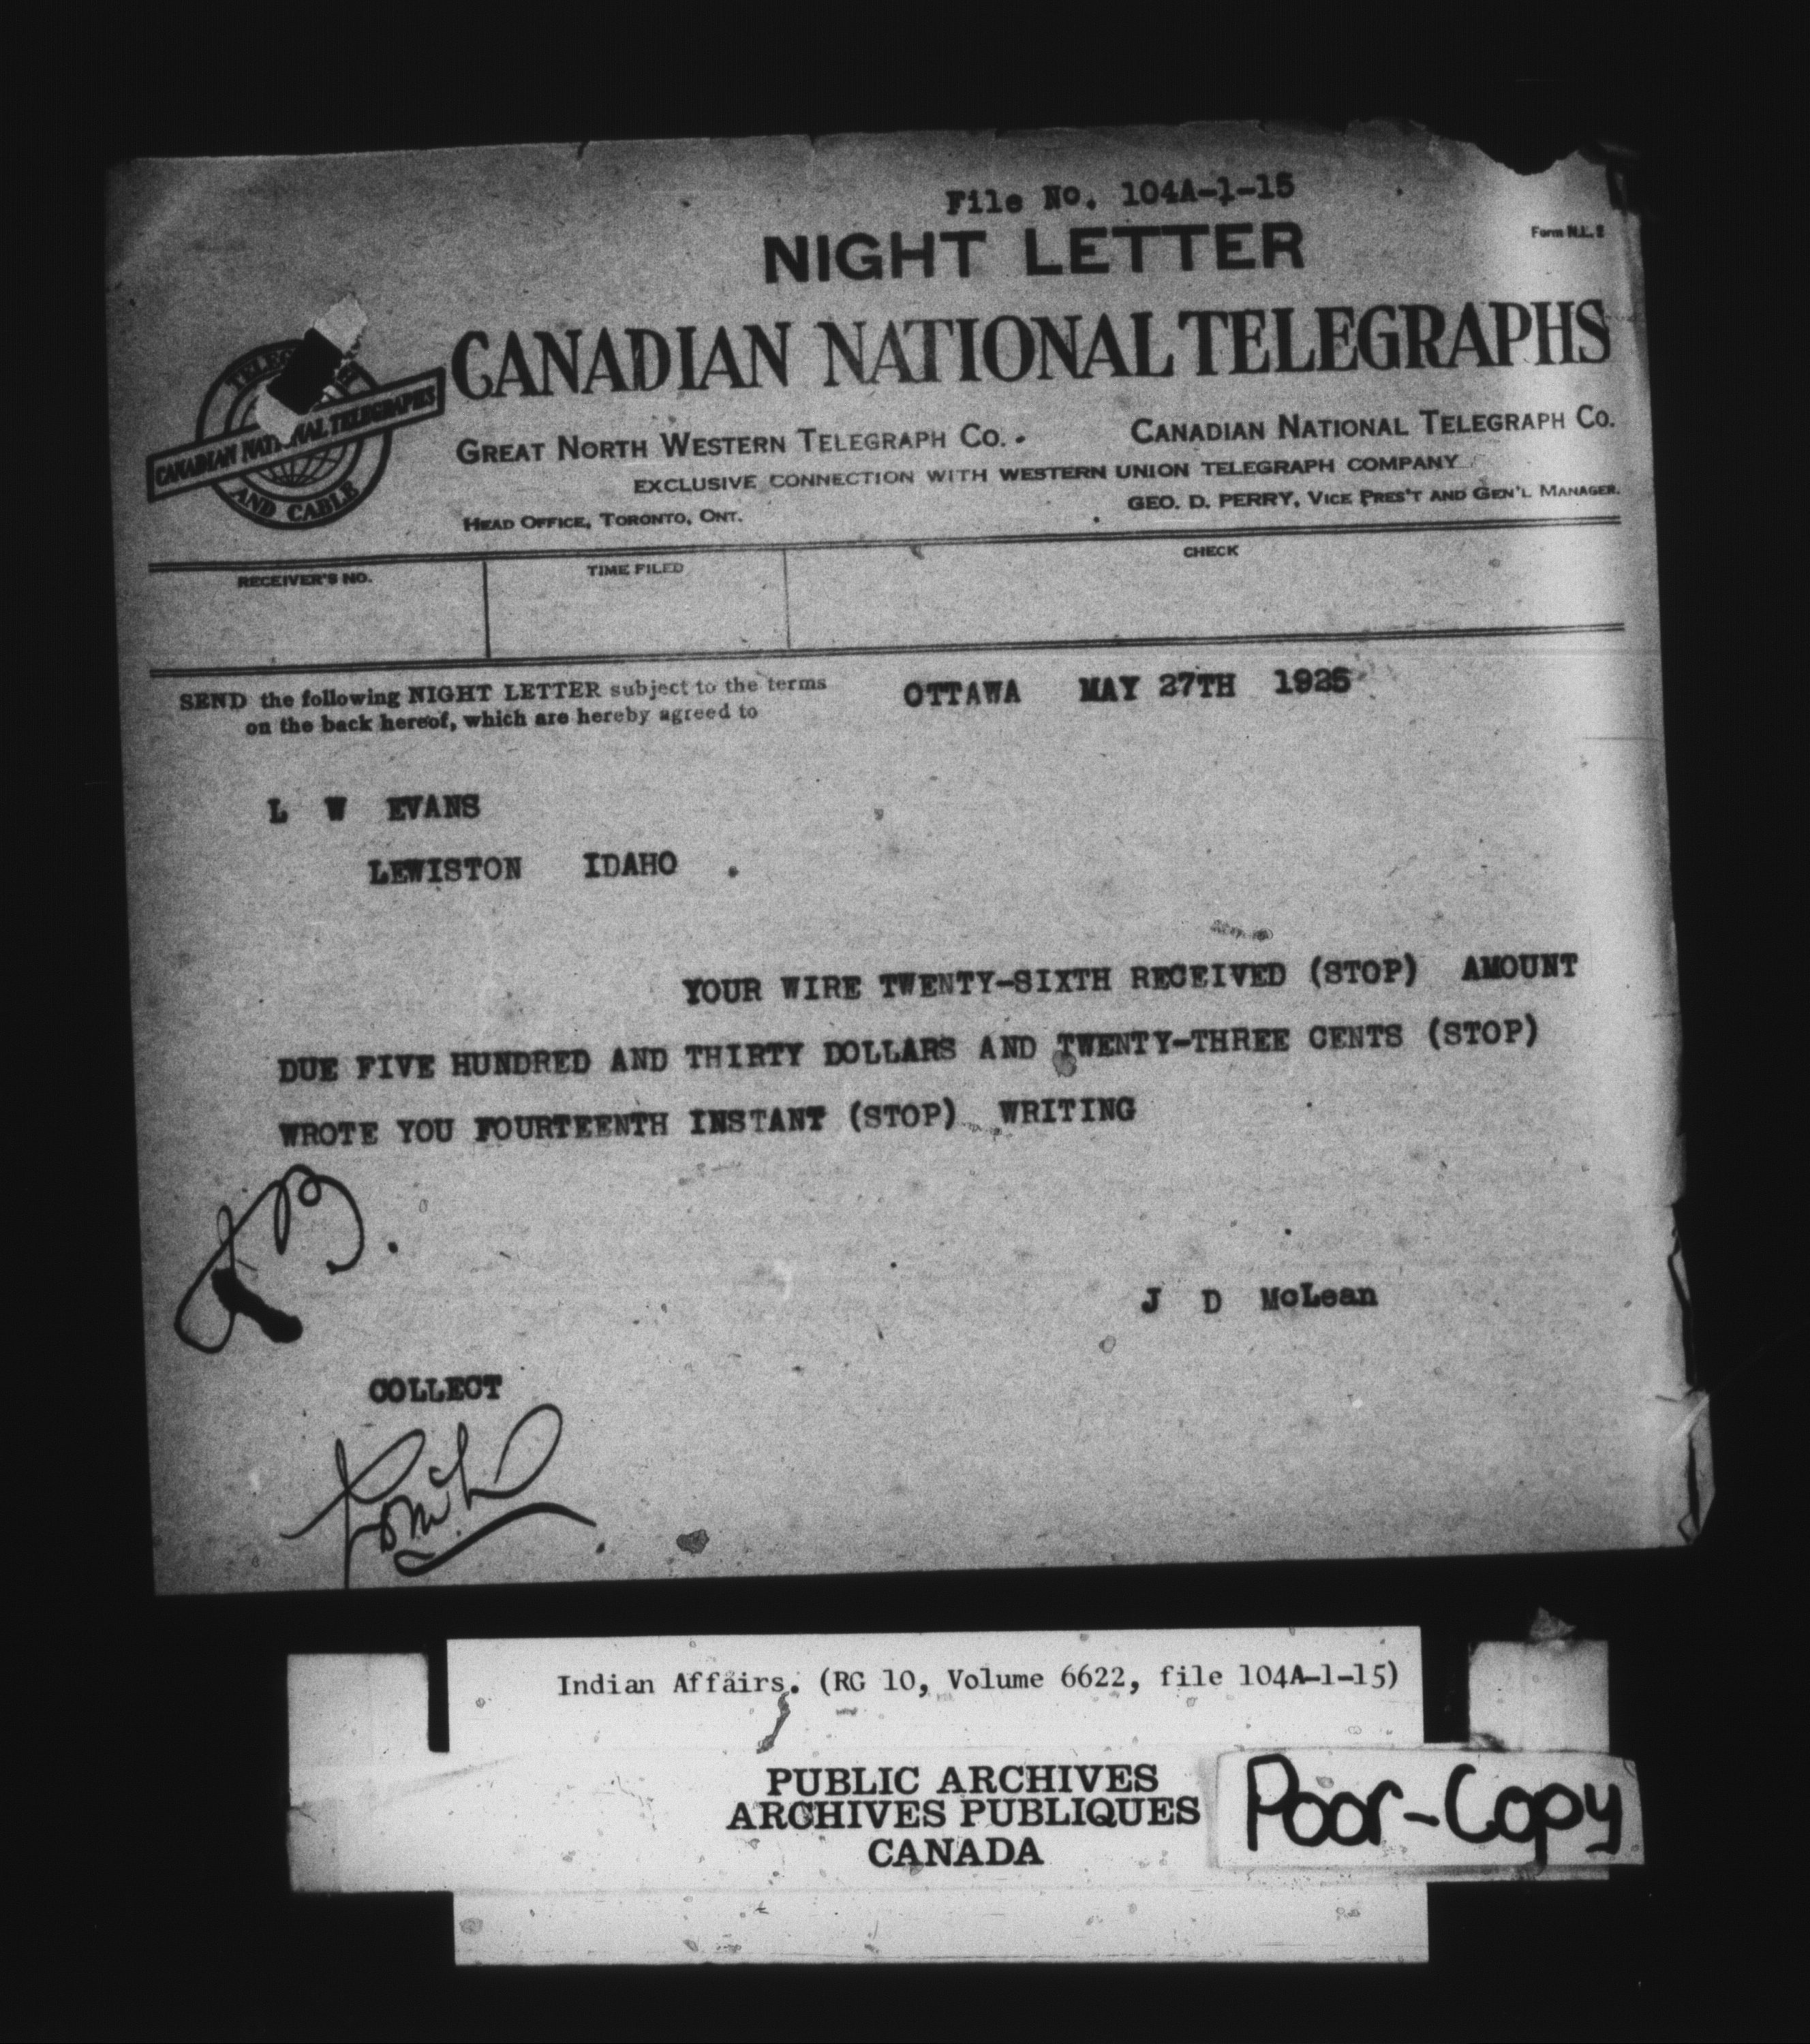 File No. 104A-1-15
NIGHT LETTER
Form N.L. 2
CANADIAN NATIONAL TELEGRAPHS
CANADIAN NATIONAL TELEGRAPHS
AND CABLE
GREAT NORTH WESTERN TELEGRAPH CO. CANADIAN NATIONAL TELEGRAPH CO.
EXCLUSIVE CONNECTION WITH WESTERN UNION TELEGRAPH COMPANY
HEAD OFFICE, TORONTO, ONT. GEO. D. PERRY, VICE PRES'T AND GEN'L MANAGER.
RECEIVER'S NO. TIME FILED CHECK
SEND the following NIGHT LETTER subject to the terms
on the back hereof, which are hereby agreed to
OTTAWA MAY 27TH
L W EVANS
LEWISTON IDAHO .
YOUR WIRE TWENTY-SIXTH RECEIVED (STOP) AMOUNT
DUE FIVE HUNDRED AND THIRTY DOLLARS AND TWENTY-THREE CENTS (STOP)
WROTE YOU FOURTEENTH INSTANT (STOP) WRITING
J D McLean
COLLECT
Indian Affairs. (RG 10, Volume 6622, file 104A-1-15)
PUBLIC ARCHIVES
ARCHIVES PUBLIQUES
CANADA
Poor-Copy